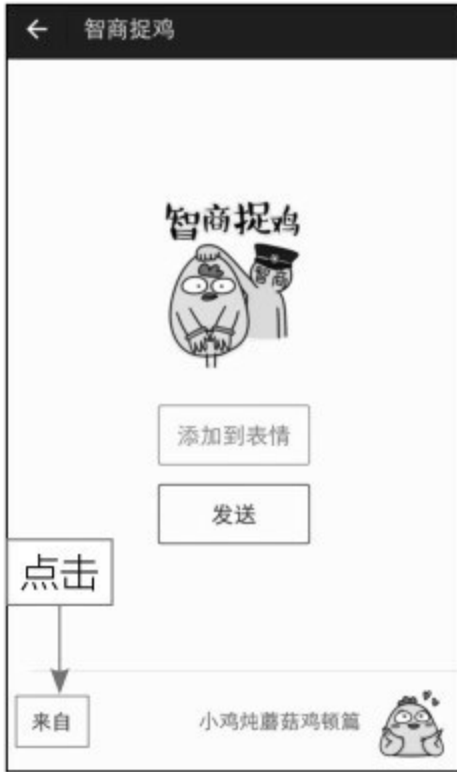 智商捉鸡
智商捉鸡
智商
添加到表情
发送
点击
来自
小鸡炖蘑菇鸡顿篇